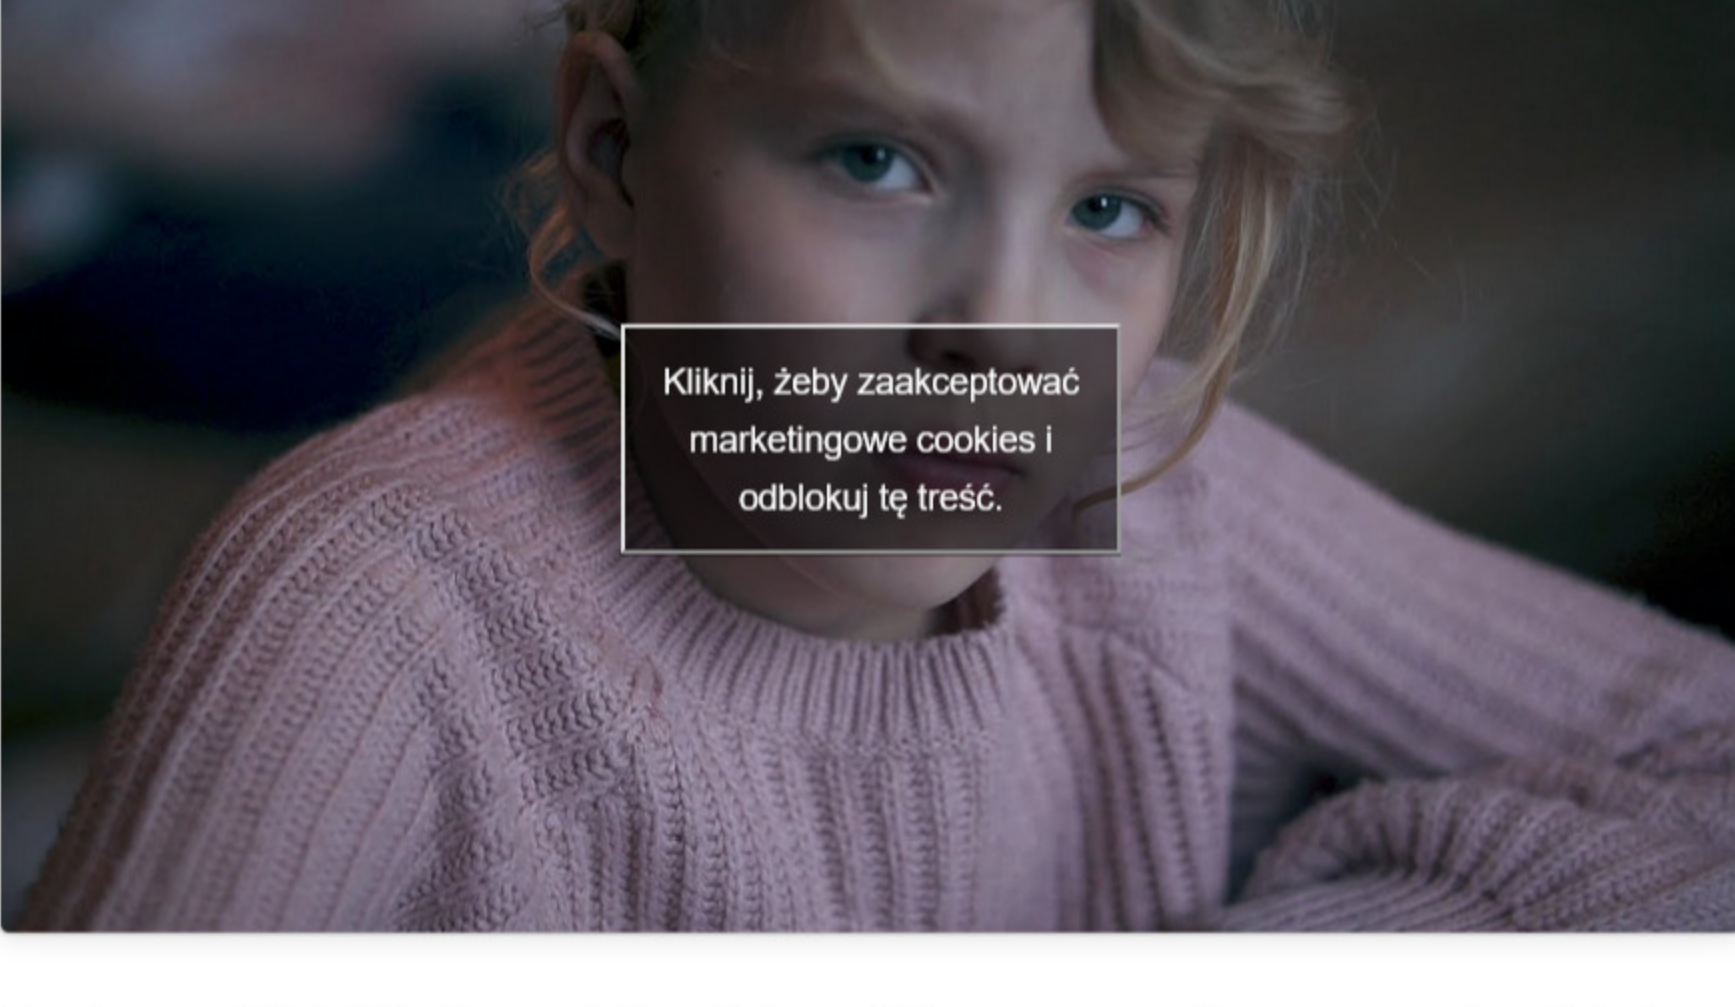 Kliknij, żeby zaakceptować
marketingowe cookies i
odblokuj tę treść.